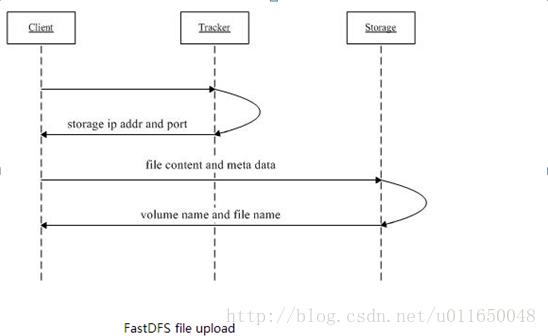 Client
Tracker
Storage
storage ip addr and port
file content and meta data
volume name and file name
http://blog.csdn.net/u011650048
FastDFS file upload